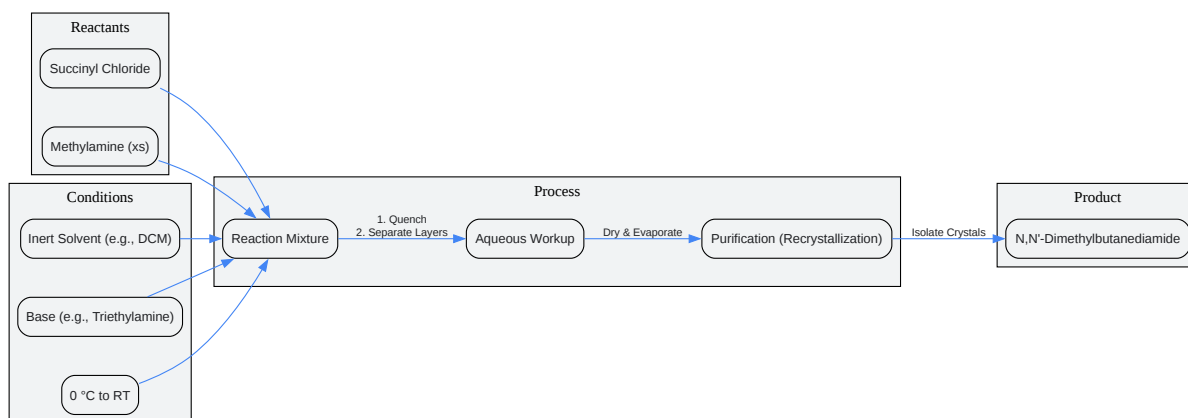 Reactants
Succinyl Chloride
Methylamine (xs)
Conditions
Inert Solvent (e.g., DCM)
Base (e.g., Triethylamine)
0 °C to RT
Process
Reaction Mixture
1. Quench
2. Separate Layers
Aqueous Workup
Dry & Evaporate
Purification (Recrystallization)
Isolate Crystals
Product
N,N'-Dimethylbutanediamide